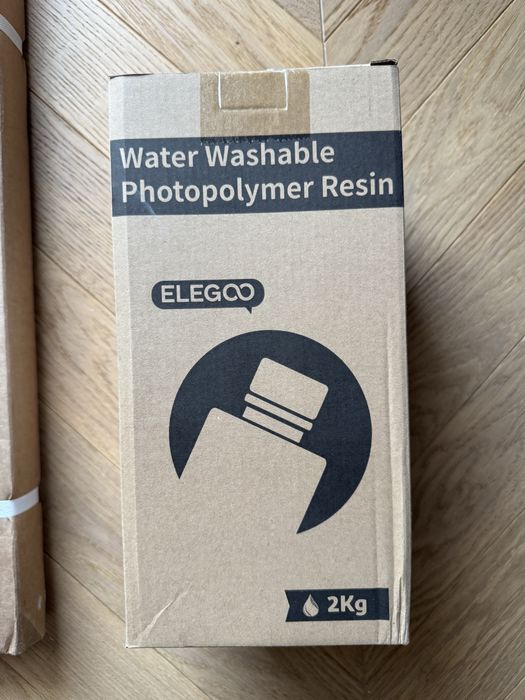 Water Washable
Photopolymer Resin
ELEGOO
2Kg